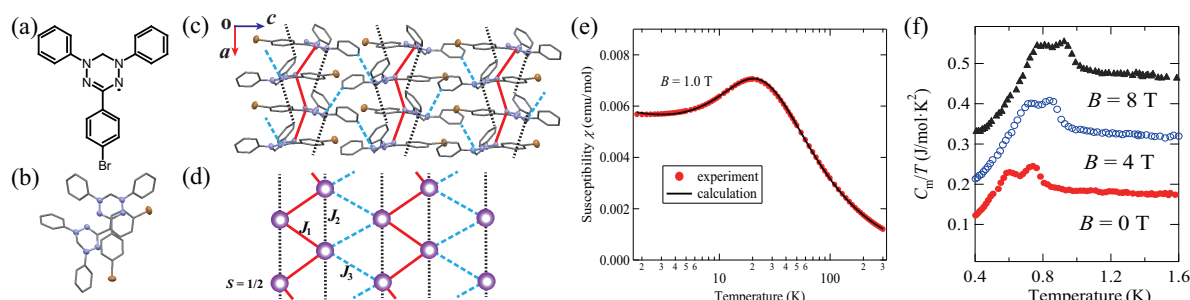 (a)
N
N
N
N
Br
(b)
(c)
o
c
a
(d)
J1
J2
J3
S = 1/2
(e)
Susceptibility χ (emu/mol)
0.008
0.006
0.004
0.002
0.000
B = 1.0 T
experiment
calculation
2 3 4 5 6 10 2 3 4 5 6 100 2 3
Temperature (K)
(f)
Cm/T (J/mol·K²)
0.5
0.4
0.3
0.2
0.1
B = 8 T
B = 4 T
B = 0 T
0.4 0.8 1.2 1.6
Temperature (K)